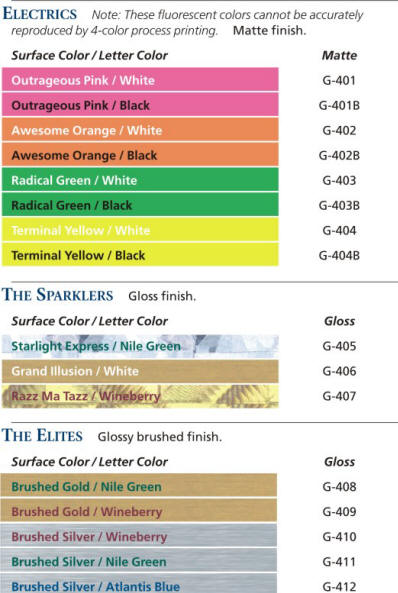 ELECTRICS Note: These fluorescent colors cannot be accurately
reproduced by 4-color process printing. Matte finish.
Surface Color / Letter Color Matte
Outrageous Pink / White G-401
Outrageous Pink / Black G-401B
Awesome Orange / White G-402
Awesome Orange / Black G-402B
Radical Green / White G-403
Radical Green / Black G-403B
Terminal Yellow / White G-404
Terminal Yellow / Black G-404B
THE SPARKLERS Gloss finish.
Surface Color / Letter Color Gloss
Starlight Express / Nile Green G-405
Grand Illusion / White G-406
Razz Ma Tazz / Wineberry G-407
THE ELITES Glossy brushed finish.
Surface Color / Letter Color Gloss
Brushed Gold / Nile Green G-408
Brushed Gold / Wineberry G-409
Brushed Silver / Wineberry G-410
Brushed Silver / Nile Green G-411
Brushed Silver / Atlantis Blue G-412